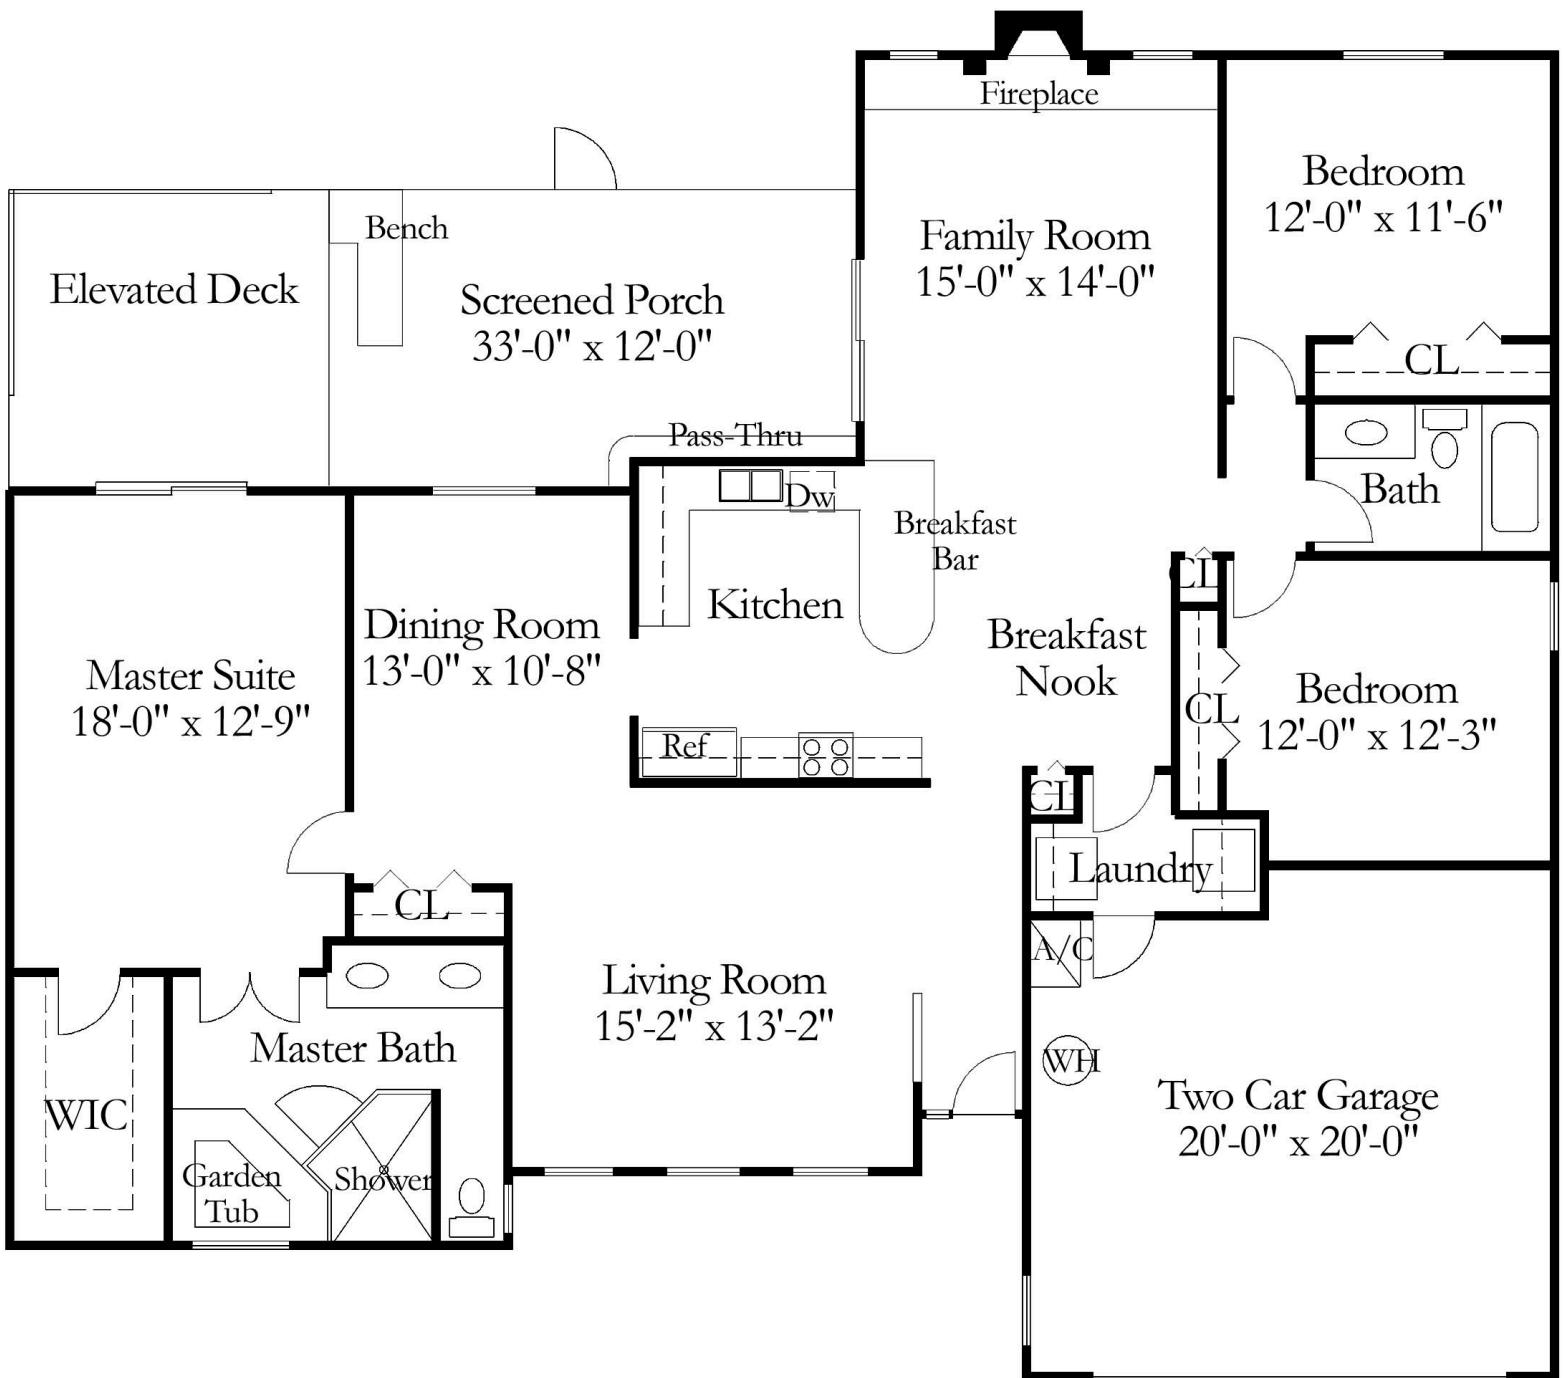 Fireplace
Bedroom
12'-0" x 11'-6"
Bench
Family Room
15'-0" x 14'-0"
Elevated Deck
Screened Porch
33'-0" x 12'-0"
CL
Pass-Thru
Dw
Bath
Breakfast
Bar
CL
Kitchen
Dining Room
13'-0" x 10'-8"
Breakfast
Nook
Master Suite
18'-0" x 12'-9"
CL
Bedroom
12'-0" x 12'-3"
Ref
CL
Laundry
CL
A/C
Living Room
15'-2" x 13'-2"
Master Bath
WH
WIC
Two Car Garage
20'-0" x 20'-0"
Garden
Tub
Shower